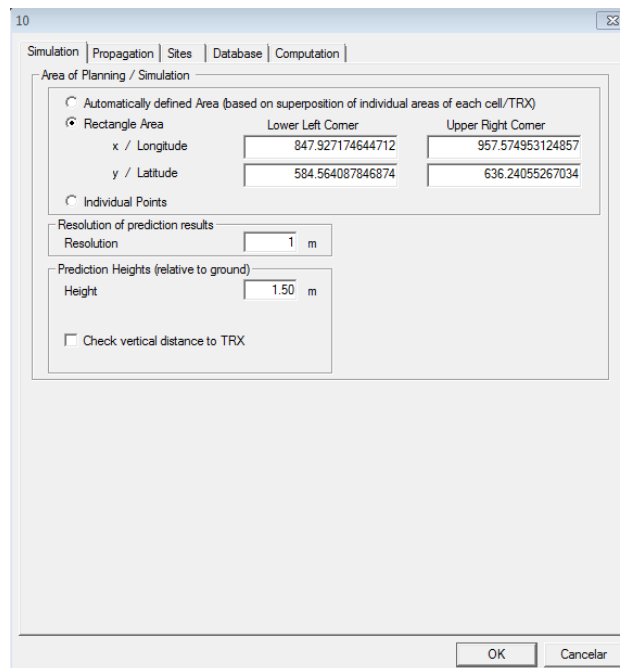 10
Simulation Propagation Sites Database Computation
Area of Planning / Simulation
Automatically defined Area (based on superposition of individual areas of each cell/TRX)
Rectangle Area Lower Left Corner Upper Right Corner
x / Longitude 847.927174644712 957.574953124857
y / Latitude 584.564087846874 636.24055267034
Individual Points
Resolution of prediction results
Resolution 1 m
Prediction Heights (relative to ground)
Height 1.50 m
Check vertical distance to TRX
OK Cancelar